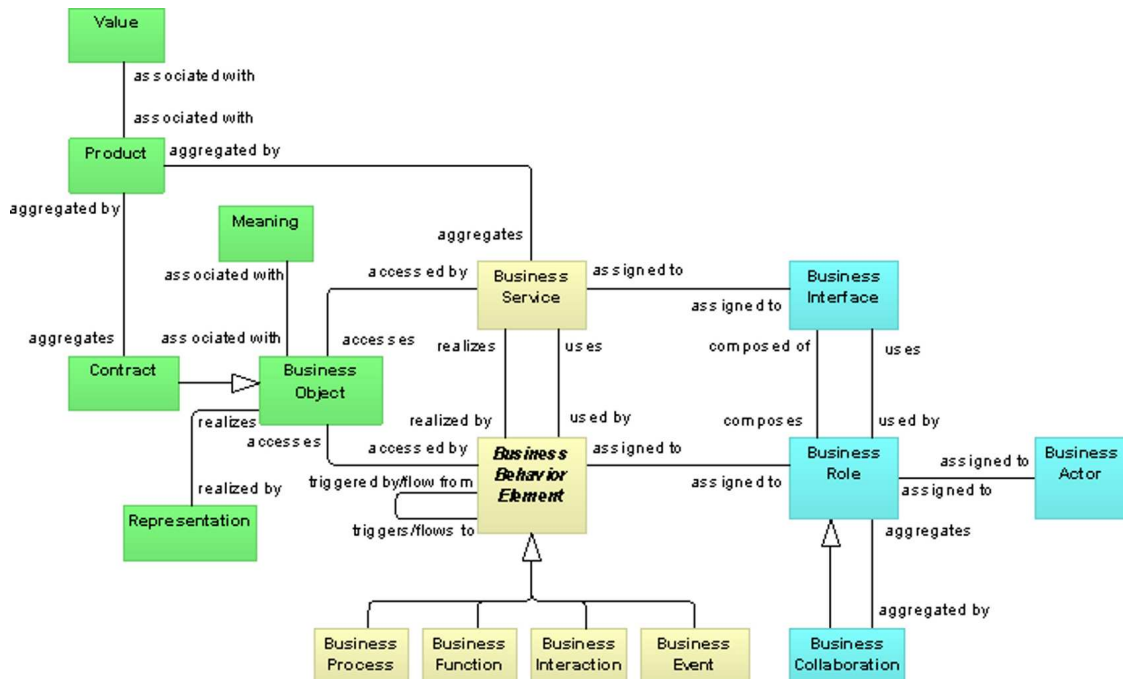 Value
associated with
associated with
Product
aggregated by
aggregated by
Meaning
aggregates
associated with
accessed by
Business
Service
assigned to
assigned to
Business
Interface
associated with
aggregates
accesses
realizes
uses
composed of
uses
Contract
Business
Object
realizes
accesses
realized by
used by
composes
used by
accessed by
Business
Behavior
Element
assigned to
assigned to
Business
Role
assigned to
assigned to
Business
Actor
triggered by/flow from
realized by
Representation
triggers/flows to
aggregates
aggregated by
Business
Process
Business
Function
Business
Interaction
Business
Event
Business
Collaboration